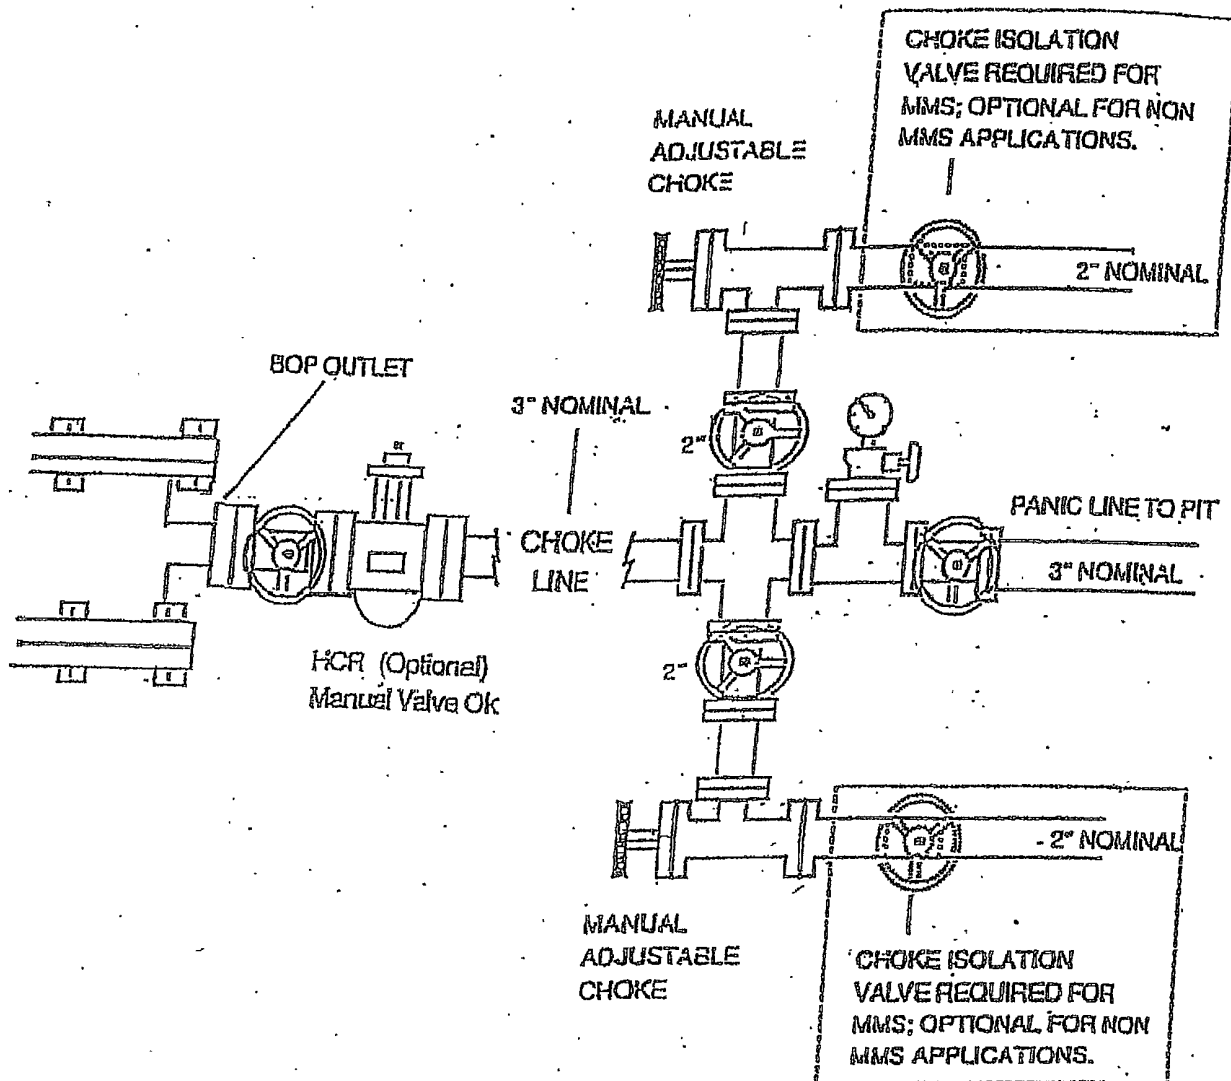 CHOKE ISOLATION
VALVE REQUIRED FOR
MMS; OPTIONAL FOR NON
MMS APPLICATIONS.
MANUAL
ADJUSTABLE
CHOKE
2" NOMINAL
BOP OUTLET
3" NOMINAL
2"
PANIC LINE TO PIT
CHOKE
LINE
3" NOMINAL
HCR (Optional)
Manual Valve Ok
2"
2" NOMINAL
MANUAL
ADJUSTABLE
CHOKE
CHOKE ISOLATION
VALVE REQUIRED FOR
MMS; OPTIONAL FOR NON
MMS APPLICATIONS.